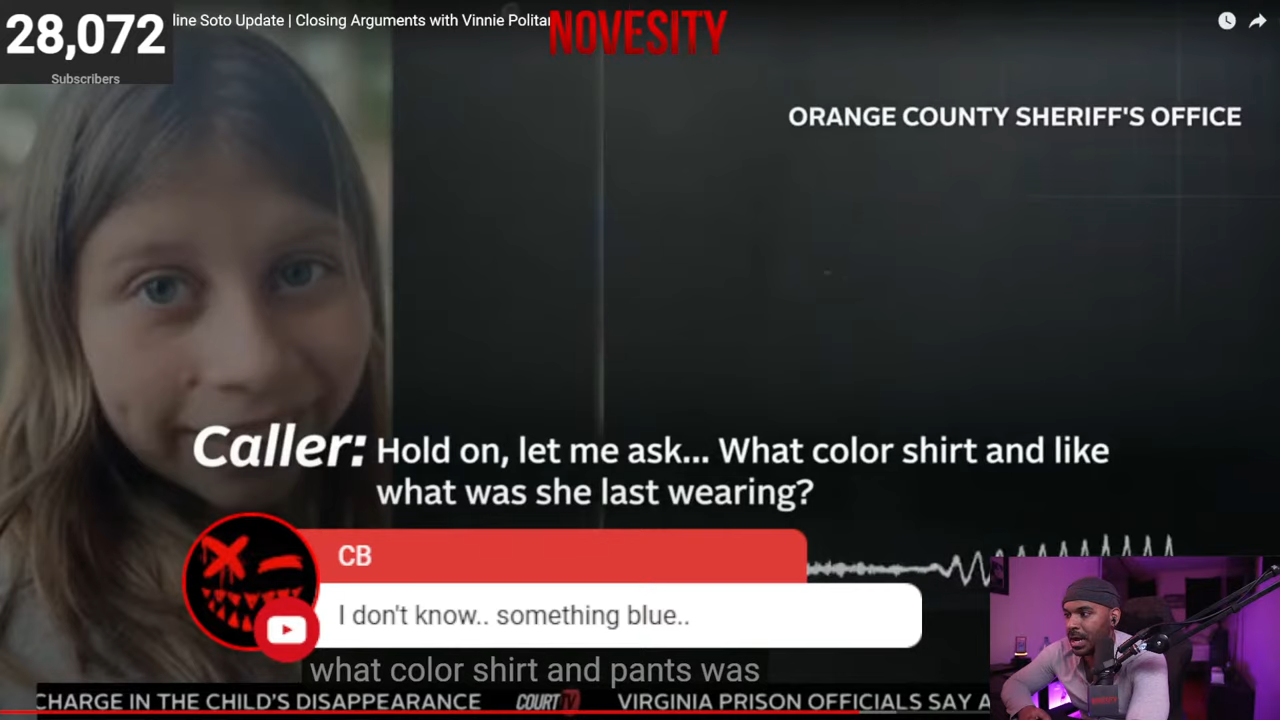 28,072
Subscribers
line Soto Update | Closing Arguments with Vinnie Politan
NOVESITY
ORANGE COUNTY SHERIFF'S OFFICE
Caller: Hold on, let me ask... What color shirt and like
what was she last wearing?
CB
I don't know.. something blue..
what color shirt and pants was
CHARGE IN THE CHILD'S DISAPPEARANCE COURT TV VIRGINIA PRISON OFFICIALS SAY A